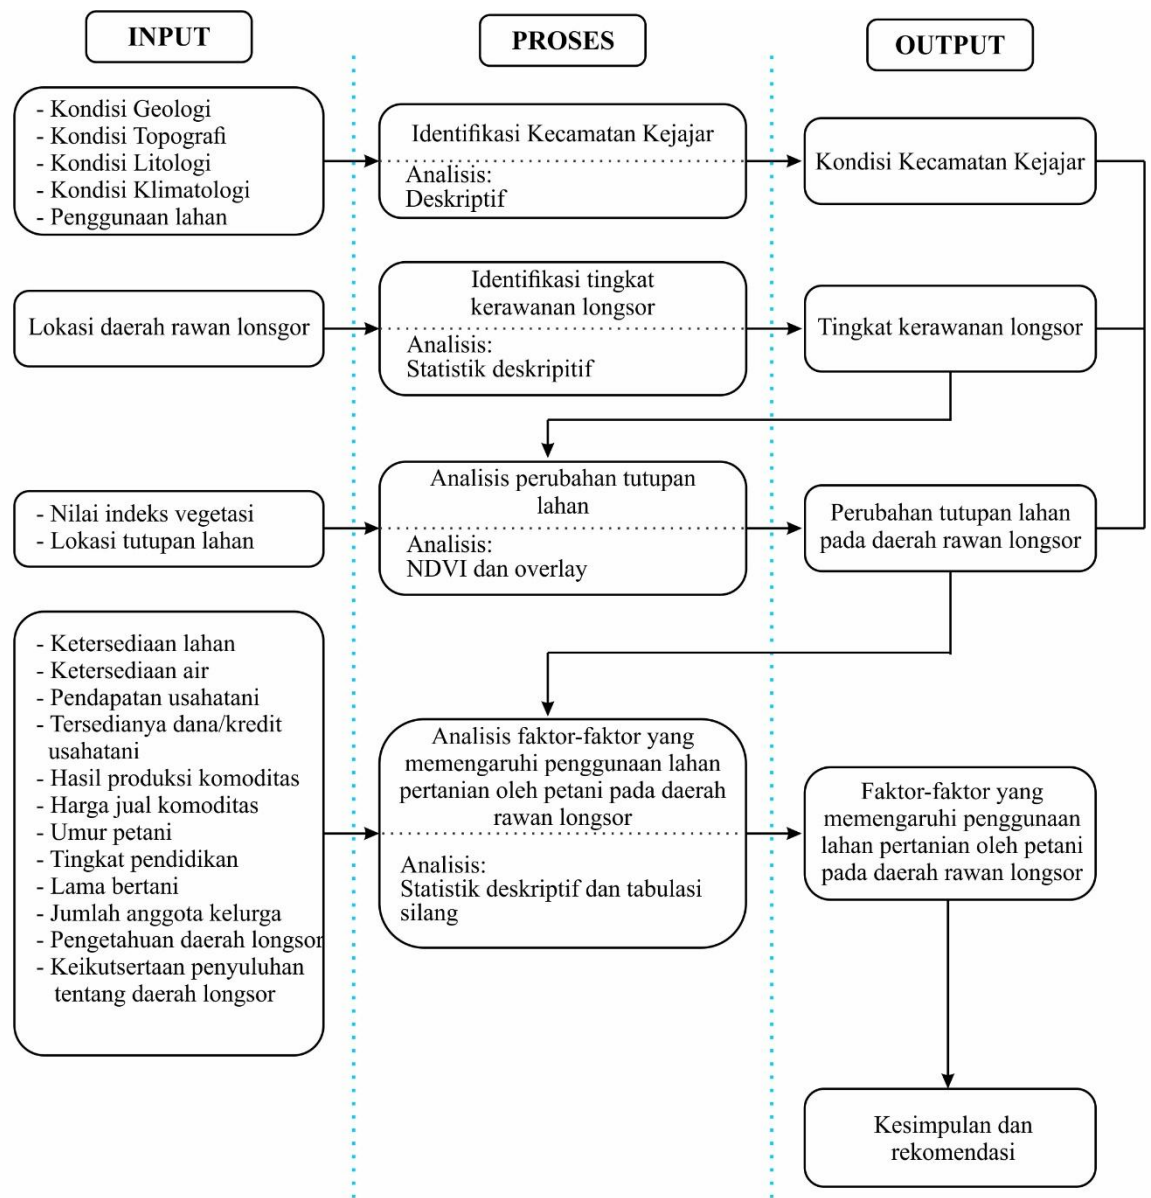 INPUT
PROSES
OUTPUT
- Kondisi Geologi
- Kondisi Topografi
- Kondisi Litologi
- Kondisi Klimatologi
- Penggunaan lahan
Identifikasi Kecamatan Kejajar
Analisis:
Deskriptif
Kondisi Kecamatan Kejajar
Lokasi daerah rawan lonsgor
Identifikasi tingkat
kerawanan longsor
Analisis:
Statistik deskripitif
Tingkat kerawanan longsor
- Nilai indeks vegetasi
- Lokasi tutupan lahan
Analisis perubahan tutupan
lahan
Analisis:
NDVI dan overlay
Perubahan tutupan lahan
pada daerah rawan longsor
- Ketersediaan lahan
- Ketersediaan air
- Pendapatan usahatani
- Tersedianya dana/kredit
usahatani
- Hasil produksi komoditas
- Harga jual komoditas
- Umur petani
- Tingkat pendidikan
- Lama bertani
- Jumlah anggota kelurga
- Pengetahuan daerah longsor
- Keikutsertaan penyuluhan
tentang daerah longsor
Analisis faktor-faktor yang
memengaruhi penggunaan lahan
pertanian oleh petani pada daerah
rawan longsor
Analisis:
Statistik deskriptif dan tabulasi
silang
Faktor-faktor yang
memengaruhi penggunaan
lahan pertanian oleh petani
pada daerah rawan longsor
Kesimpulan dan
rekomendasi